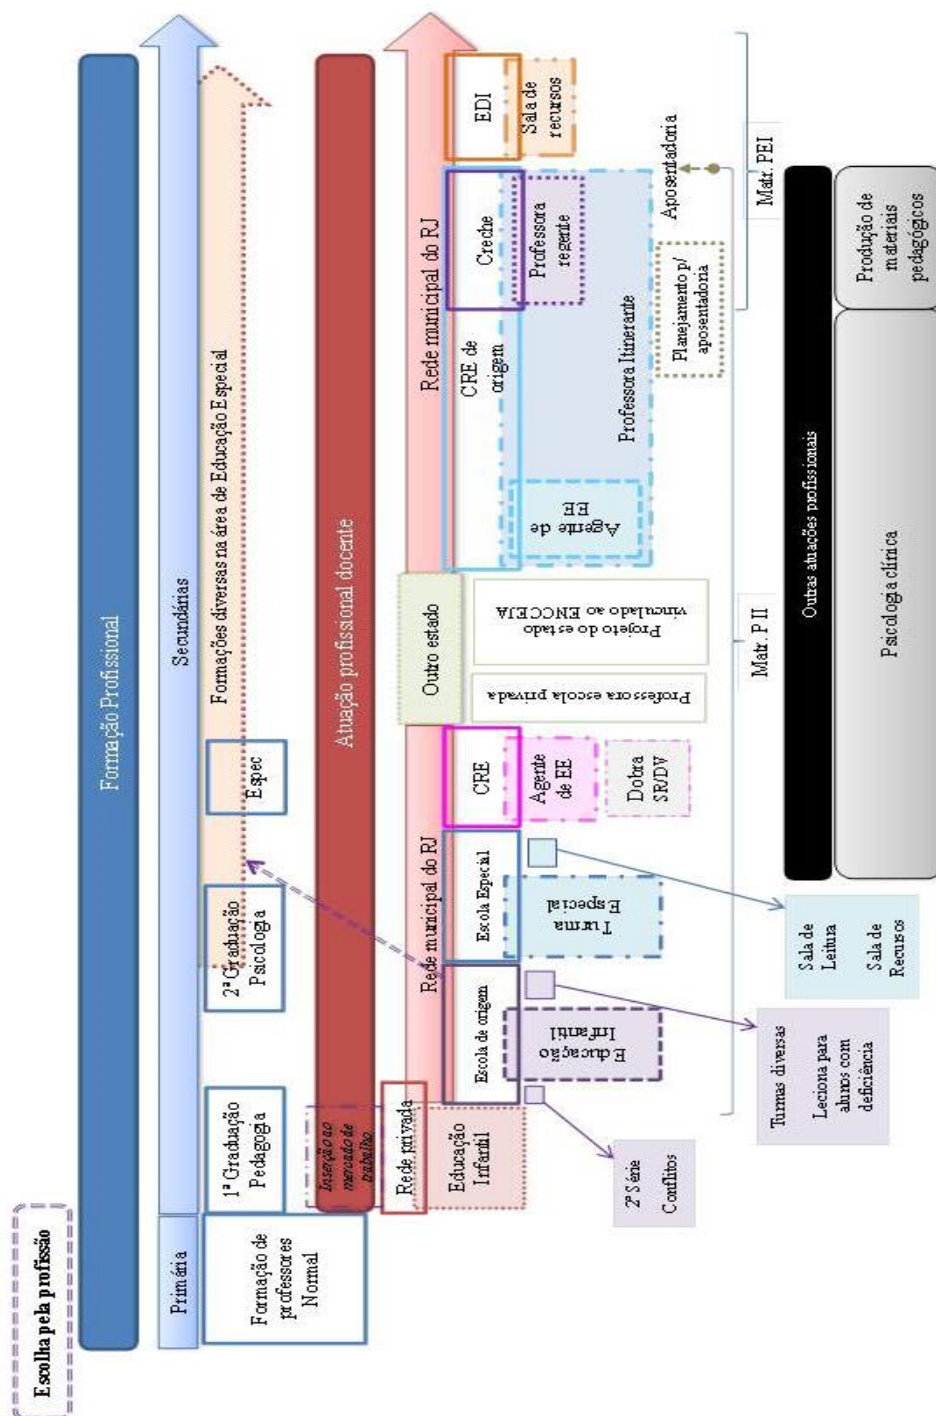 Escolha pela profissão
Formação Profissional
Primária
Secundárias
Formação de
professores
Normal
1ª Graduação
Pedagogia
2ª Graduação
Psicologia
Espec
Formações diversas na área de Educação Especial
Inserção ao
mercado de
trabalho
Atuação profissional docente
Rede privada
Educação
Infantil
Rede municipal do RJ
Outro estado
Rede municipal do RJ
Escola de origem
Educação
Infantil
Escola Especial
Turma
Especial
CRE
Agente
de EE
Dobra
SR/DV
Professora escola privada
Projeto do estado
vinculado ao ENCCEJA
CRE de
origem
Agente de
EE
Professora Itinerante
Creche
Professora
regente
EDI
Sala de
recursos
Planejamento p/
aposentadoria
Aposentadoria
Matr. PII
Matr. PEI
2ª Série
Conflitos
Turmas diversas
Leciona para
alunos com
deficiência
Sala de
Leitura
Sala de
Recursos
Outras atuações profissionais
Psicologia clínica
Produção de
materiais
pedagógicos